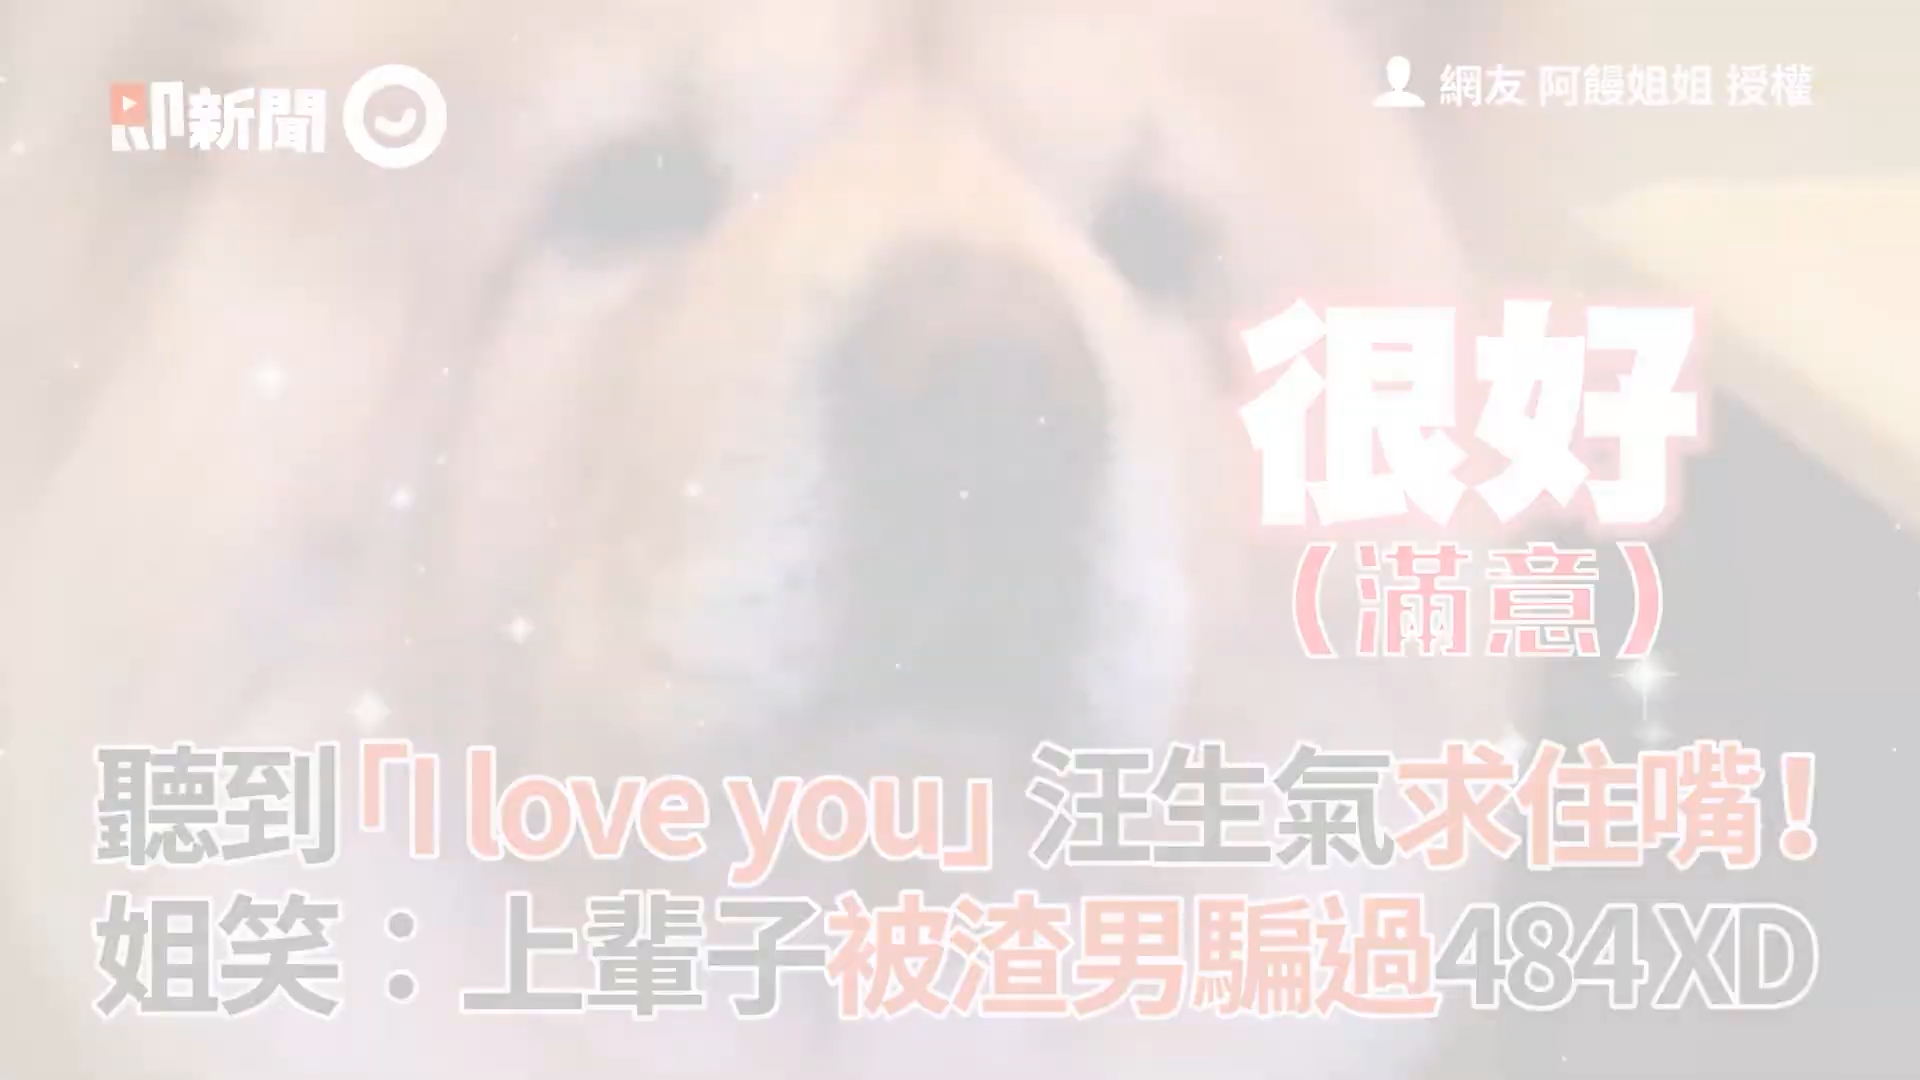 即新聞
網友 阿饅姐姐 授權
很好
（滿意）
聽到「I love you」汪生氣求住嘴！
姐笑：上輩子被渣男騙過484XD